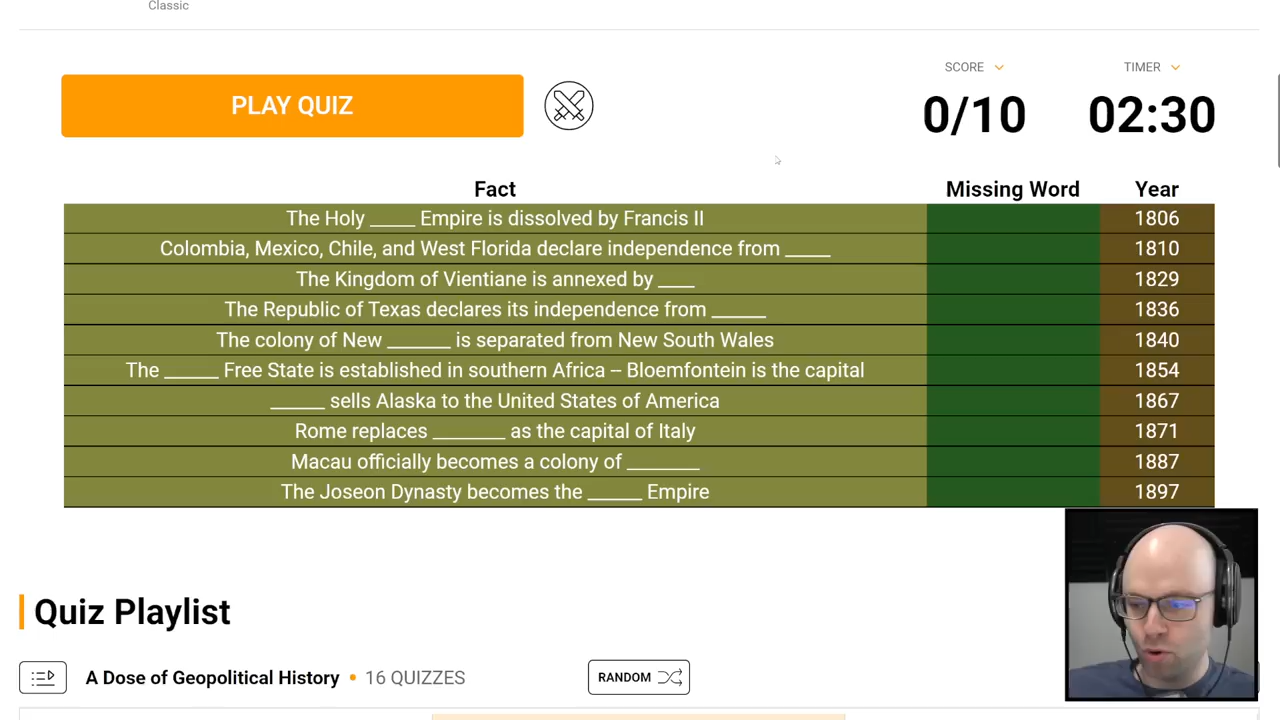 Classic
PLAY QUIZ
SCORE
0/10
TIMER
02:30
Fact Missing Word Year
The Holy _____ Empire is dissolved by Francis II 1806
Colombia, Mexico, Chile, and West Florida declare independence from _____ 1810
The Kingdom of Vientiane is annexed by ____ 1829
The Republic of Texas declares its independence from ______ 1836
The colony of New _______ is separated from New South Wales 1840
The ______ Free State is established in southern Africa – Bloemfontein is the capital 1854
______ sells Alaska to the United States of America 1867
Rome replaces ________ as the capital of Italy 1871
Macau officially becomes a colony of ________ 1887
The Joseon Dynasty becomes the ______ Empire 1897
Quiz Playlist
A Dose of Geopolitical History • 16 QUIZZES
RANDOM